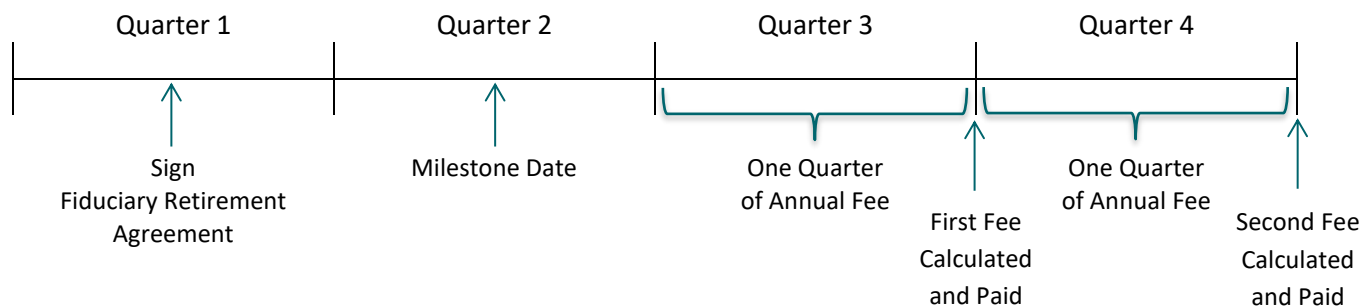 Quarter 1
Quarter 2
Quarter 3
Quarter 4
Sign
Fiduciary Retirement
Agreement
Milestone Date
One Quarter
of Annual Fee
First Fee
Calculated
and Paid
One Quarter
of Annual Fee
Second Fee
Calculated
and Paid